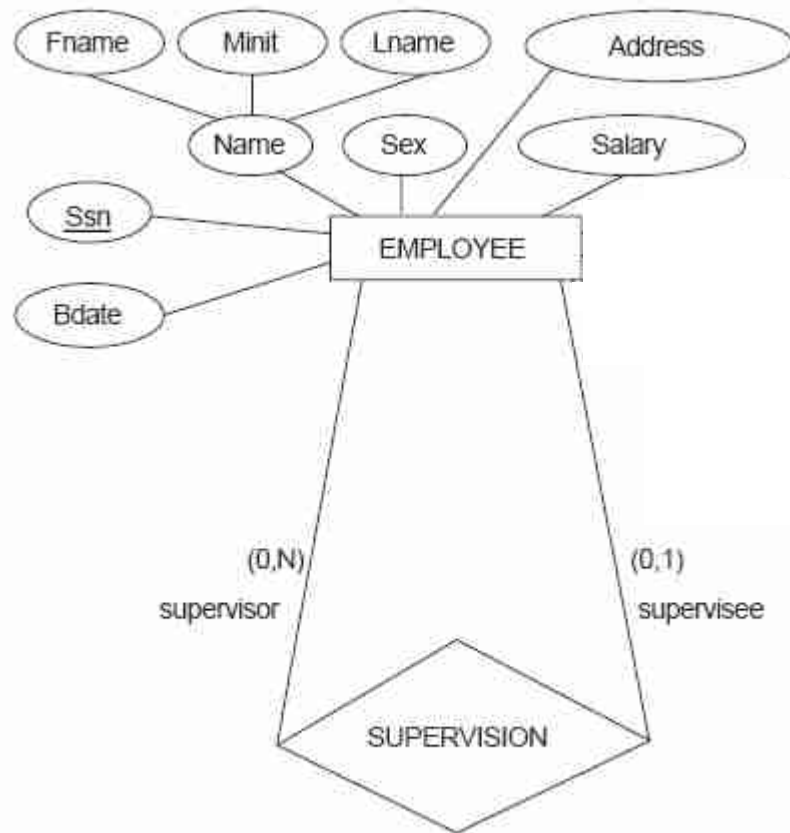 Fname
Minit
Lname
Address
Name
Sex
Salary
Ssn
EMPLOYEE
Bdate
(0,N)
(0,1)
supervisor
supervisee
SUPERVISION